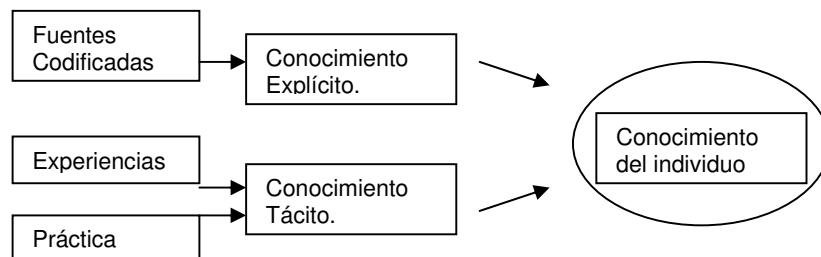 Fuentes
Codificadas
Conocimiento
Explícito.
Experiencias
Conocimiento
Tácito.
Práctica
Conocimiento
del individuo